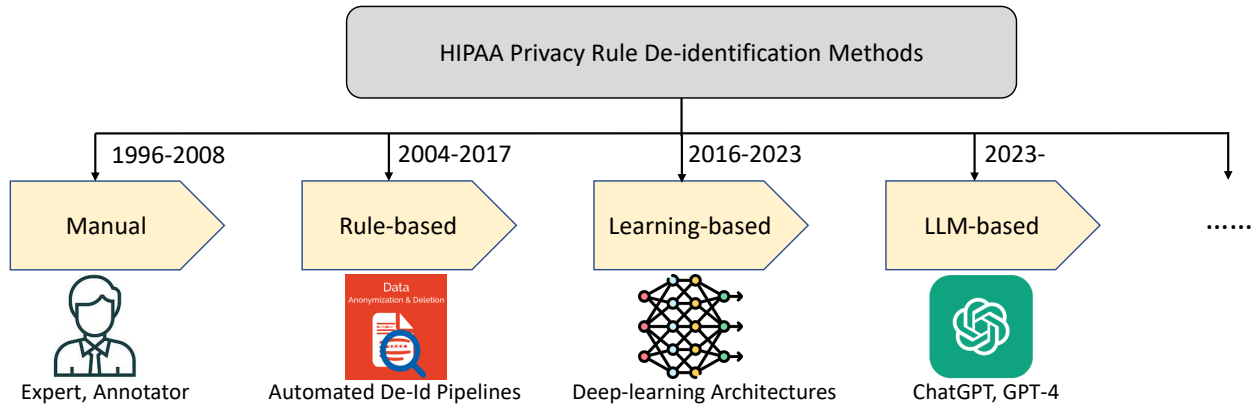 HIPAA Privacy Rule De-identification Methods
1996-2008
2004-2017
2016-2023
2023-
Manual
Rule-based
Learning-based
LLM-based
......
Data
Anonymization & Deletion
Expert, Annotator
Automated De-Id Pipelines
Deep-learning Architectures
ChatGPT, GPT-4